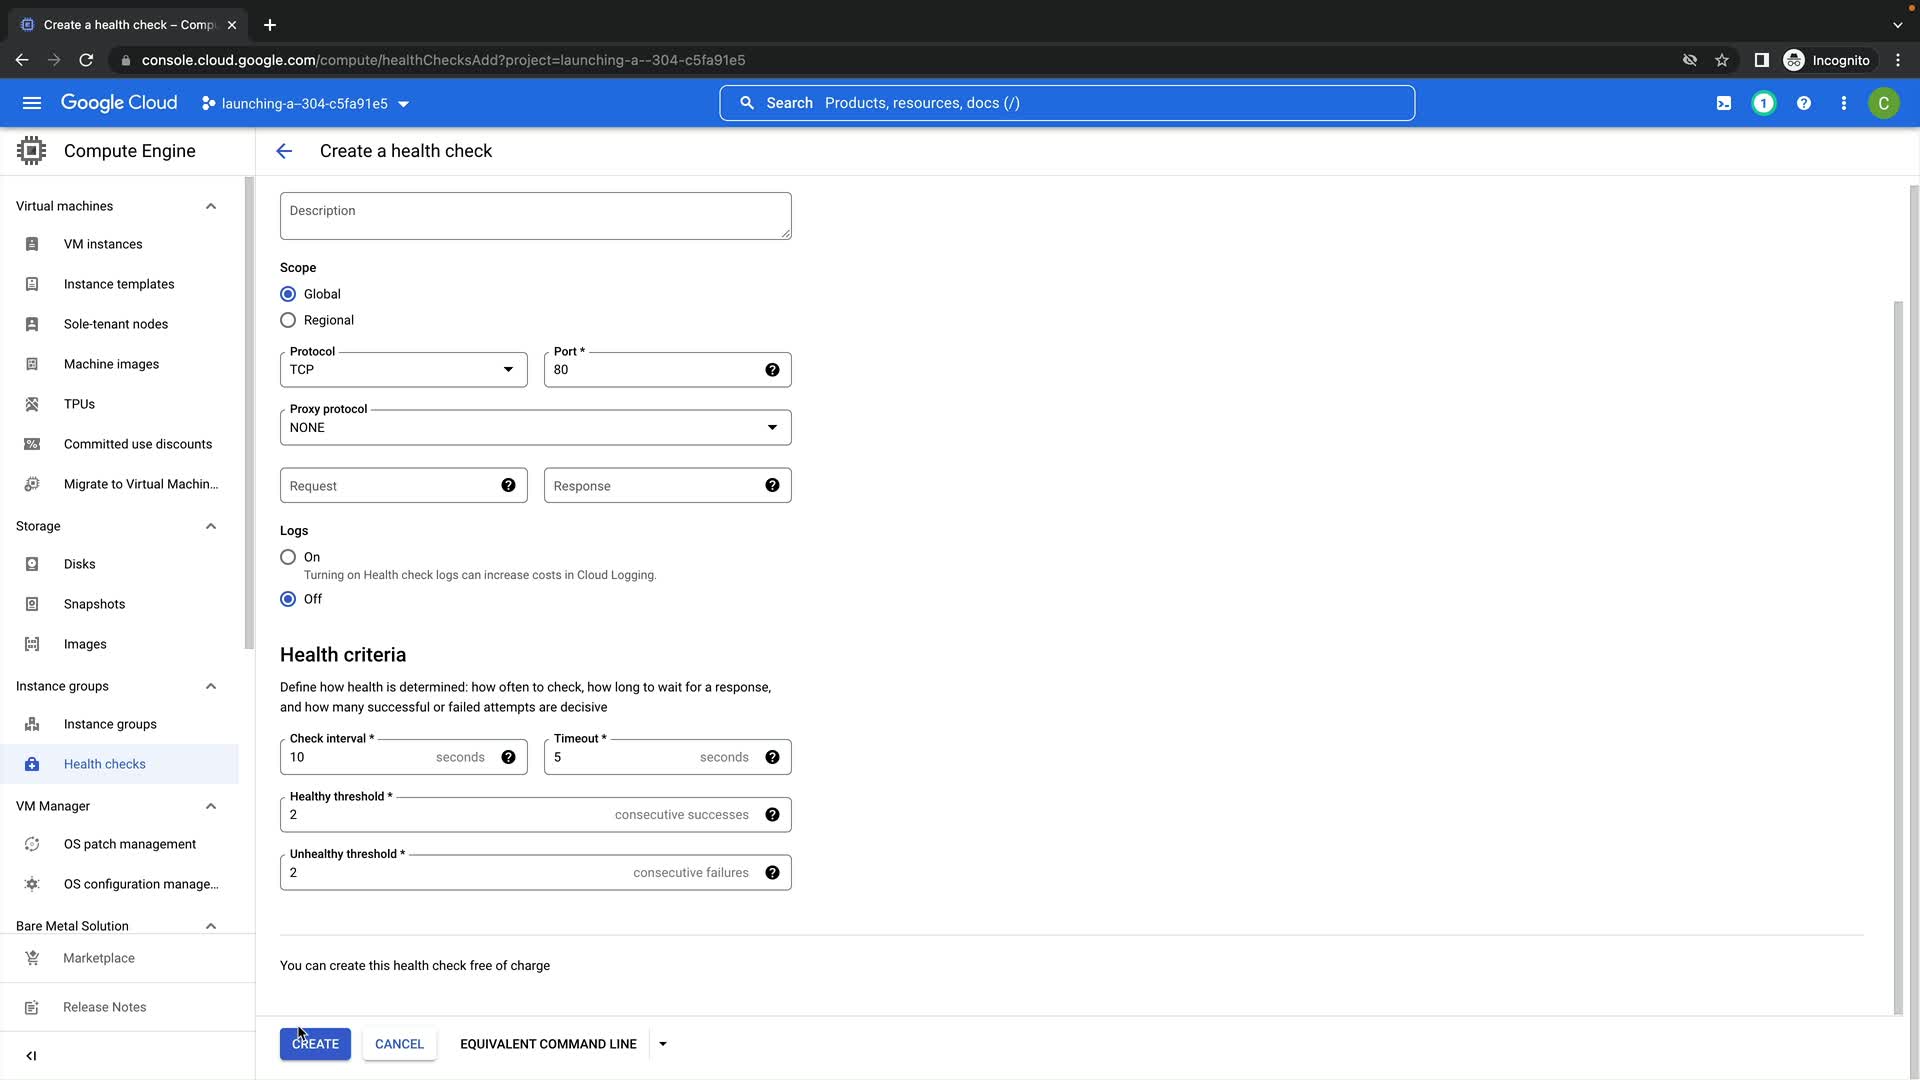 Create a health check – Compu
console.cloud.google.com/compute/healthChecksAdd?project=launching-a--304-c5fa91e5
Incognito
Google Cloud
launching-a--304-c5fa91e5
Search Products, resources, docs (/)
1
C
Compute Engine
Create a health check
Virtual machines
VM instances
Instance templates
Sole-tenant nodes
Machine images
TPUs
Committed use discounts
Migrate to Virtual Machin...
Storage
Disks
Snapshots
Images
Instance groups
Instance groups
Health checks
VM Manager
OS patch management
OS configuration manage...
Bare Metal Solution
Marketplace
Release Notes
Description
Scope
Global
Regional
Protocol
TCP
Port *
80
Proxy protocol
NONE
Request
Response
Logs
On
Turning on Health check logs can increase costs in Cloud Logging.
Off
Health criteria
Define how health is determined: how often to check, how long to wait for a response,
and how many successful or failed attempts are decisive
Check interval *
10 seconds
Timeout *
5 seconds
Healthy threshold *
2 consecutive successes
Unhealthy threshold *
2 consecutive failures
You can create this health check free of charge
CREATE
CANCEL
EQUIVALENT COMMAND LINE